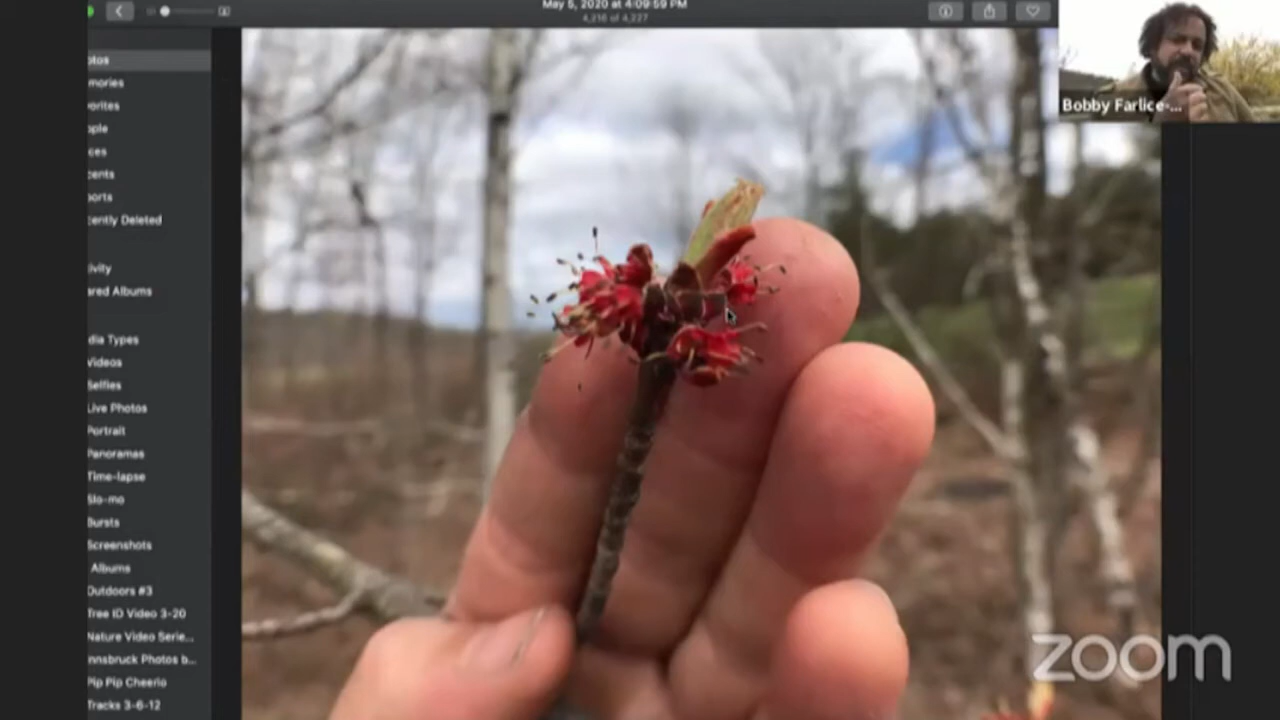 May 5, 2020 at 4:09:59 PM
4,216 of 4,227
Bobby Farlice-...
otos
mories
vorites
ople
ces
cents
ports
cently Deleted
ivity
ared Albums
dia Types
Videos
Selfies
Live Photos
Portrait
Panoramas
Time-lapse
Slo-mo
Bursts
Screenshots
Albums
Outdoors #3
Tree ID Video 3-20
Nature Video Serie...
nnsbruck Photos b...
Pip Pip Cheerio
Tracks 3-6-12
zoom